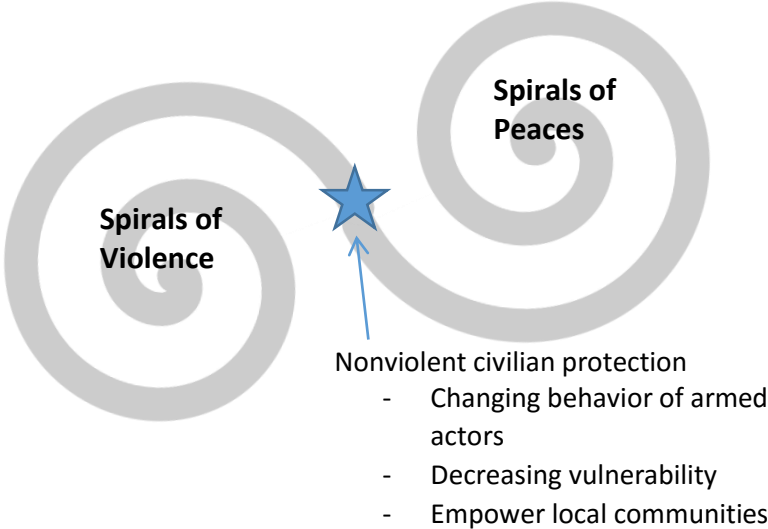 Spirals of
Peaces
Spirals of
Violence
Nonviolent civilian protection
- Changing behavior of armed
actors
- Decreasing vulnerability
- Empower local communities